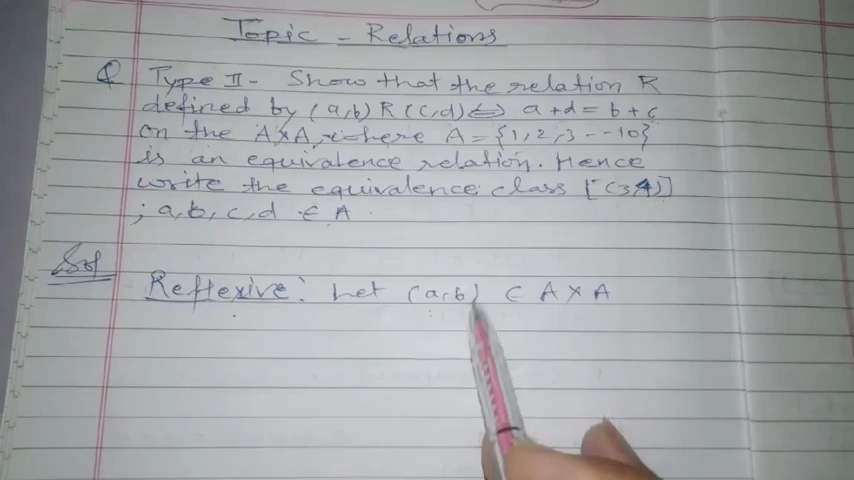 Topic - Relations
Q Type II - Show that the relation R
defined by (a,b) R (c,d) ⇔ a+d = b+c
on the A×A, where A = {1,2,3 - -10}
is an equivalence relation. Hence
write the equivalence class [(3,4)]
; a,b,c,d ∈ A
Sol
Reflexive: Let (a,b) ∈ A×A